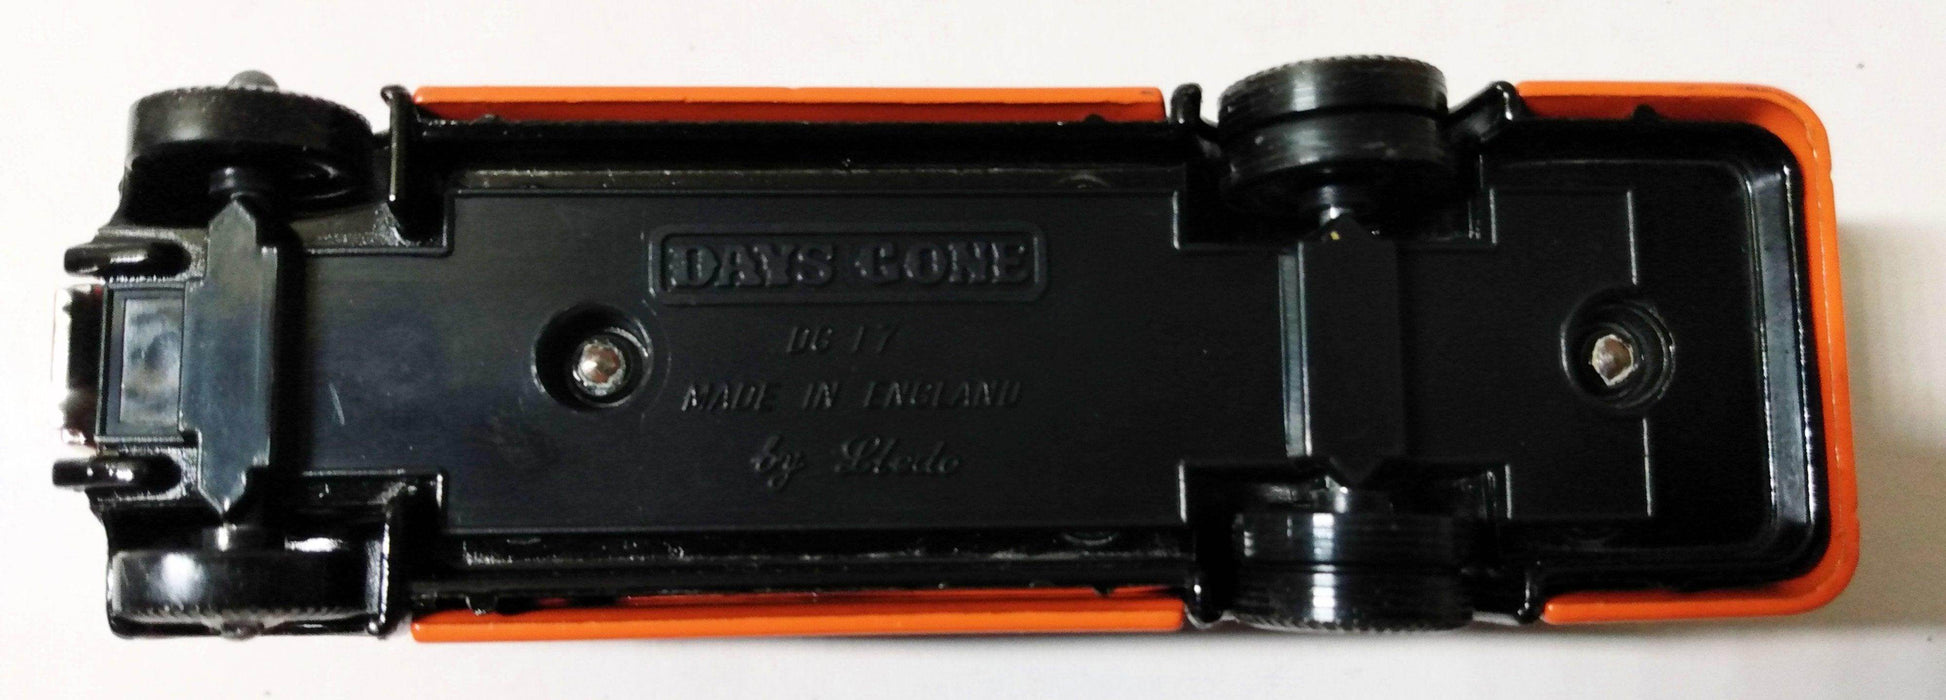 DAYS GONE
DG 17
MADE IN ENGLAND
by Lledo